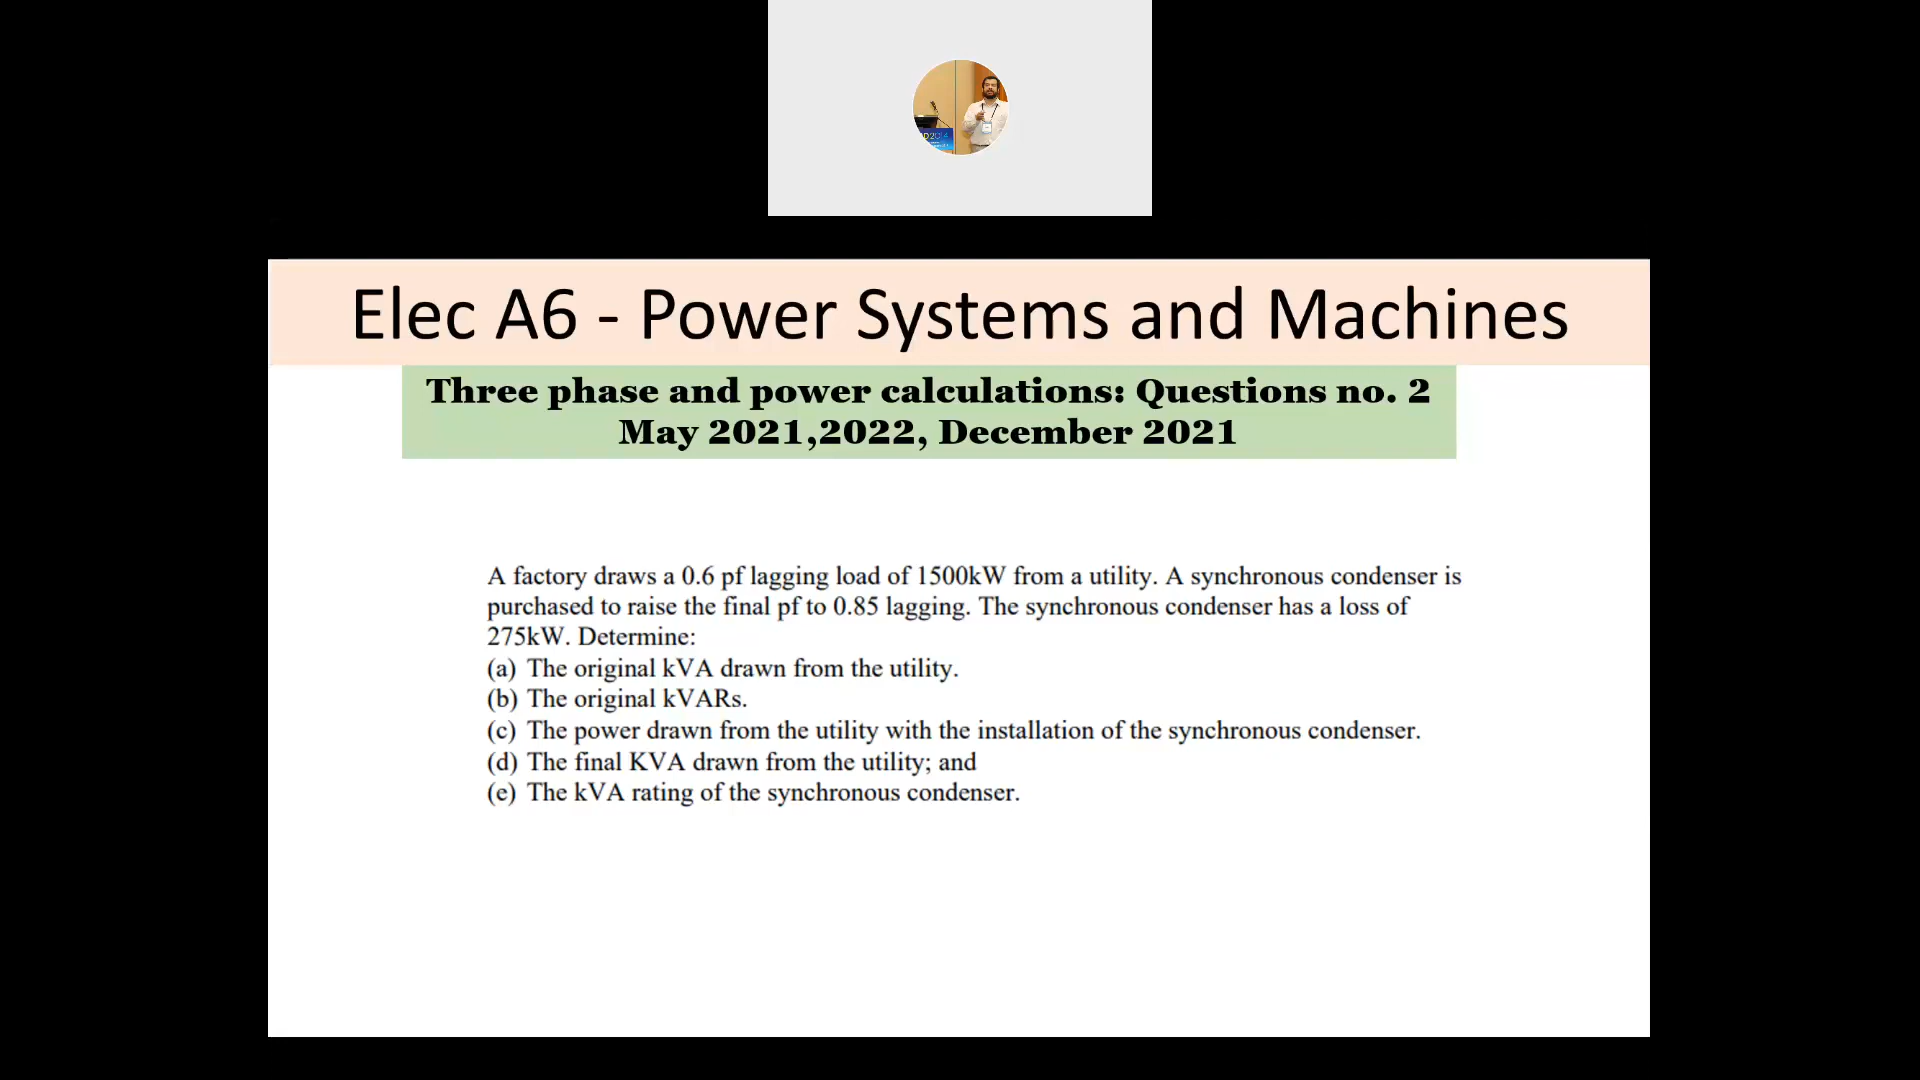 Elec A6 - Power Systems and Machines
Three phase and power calculations: Questions no. 2
May 2021,2022, December 2021
A factory draws a 0.6 pf lagging load of 1500kW from a utility. A synchronous condenser is
purchased to raise the final pf to 0.85 lagging. The synchronous condenser has a loss of
275kW. Determine:
(a) The original kVA drawn from the utility.
(b) The original kVARs.
(c) The power drawn from the utility with the installation of the synchronous condenser.
(d) The final KVA drawn from the utility; and
(e) The kVA rating of the synchronous condenser.